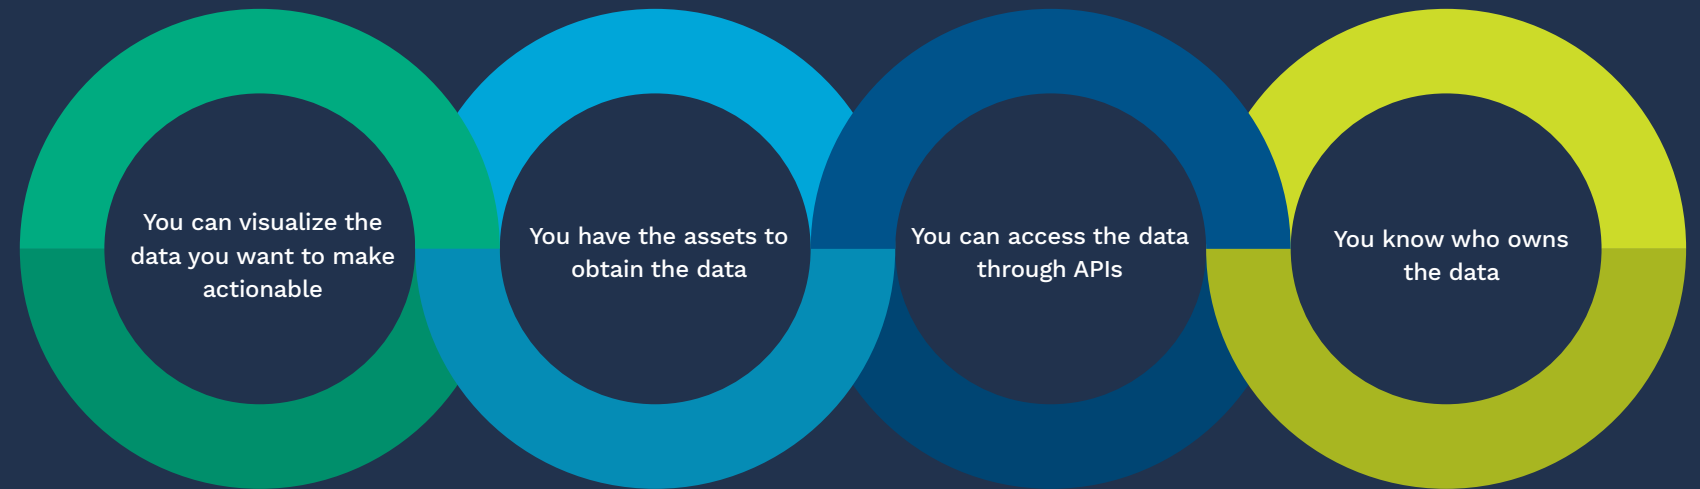 You can visualize the
data you want to make
actionable
You have the assets to
obtain the data
You can access the data
through APIs
You know who owns
the data